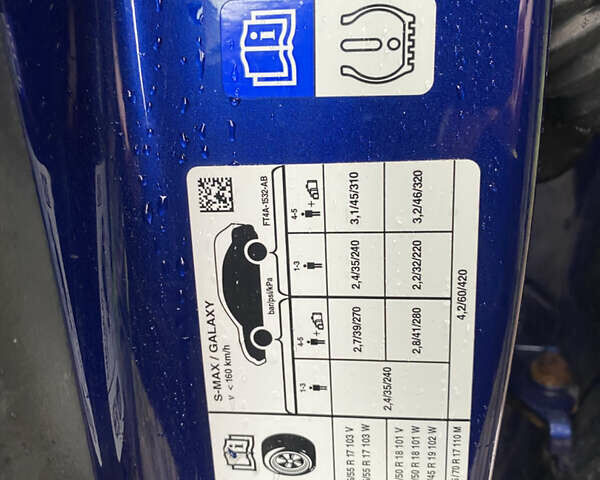 S-MAX / GALAXY
v < 160 km/h
FT4A-1532-AB
bar/psi/kPa
1-3 4-5 + 1-3 4-5 +
/55 R 17 103 V
/55 R 17 103 W
2,7/39/270 2,4/35/240 3,1/45/310
2,4/35/240
/50 R 18 101 V
/50 R 18 101 W
/45 R 19 102 W
2,8/41/280 2,2/32/220 3,2/46/320
/70 R 17 110 M
4,2/60/420